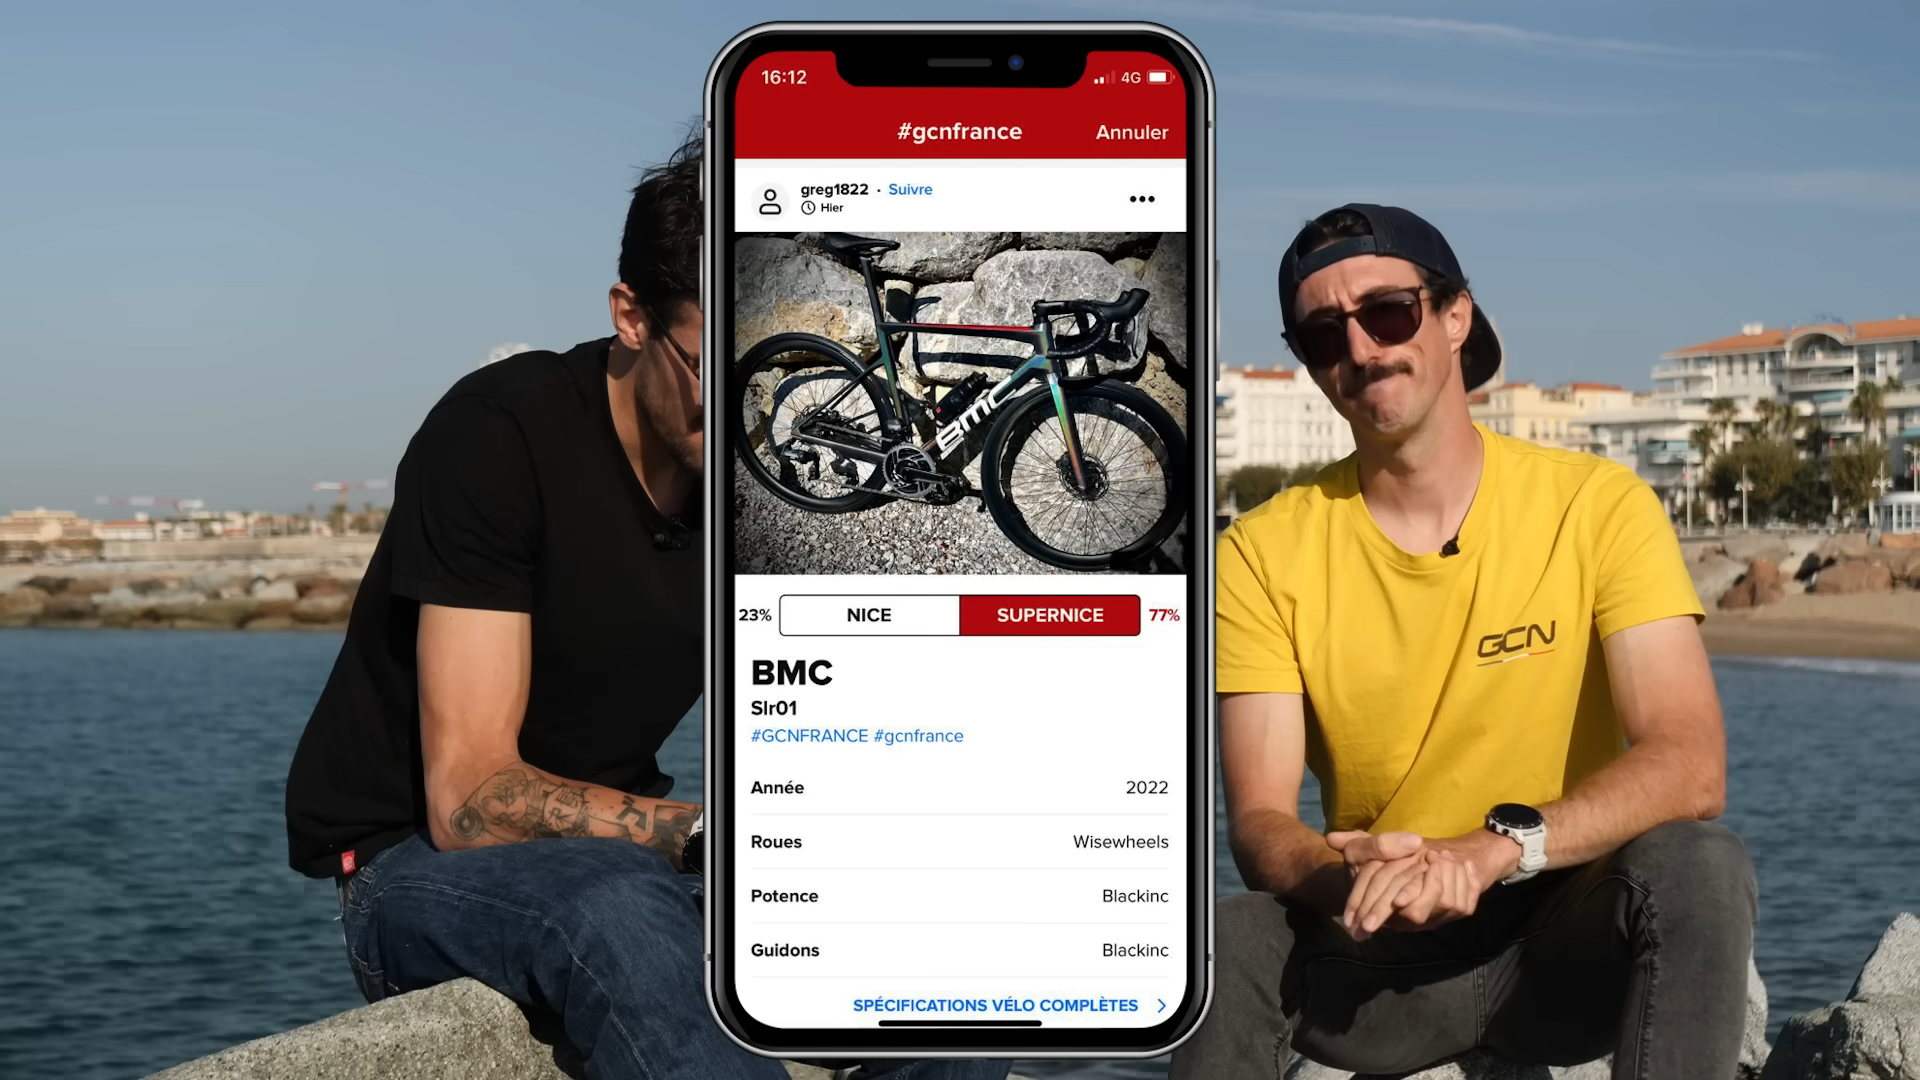 16:12
4G
#gcnfrance
Annuler
greg1822 · Suivre
Hier
BMC
23%
NICE
SUPERNICE
77%
BMC
Slr01
#GCNFRANCE #gcnfrance
Année
2022
Roues
Wisewheels
Potence
Blackinc
Guidons
Blackinc
SPÉCIFICATIONS VÉLO COMPLÈTES
GCN